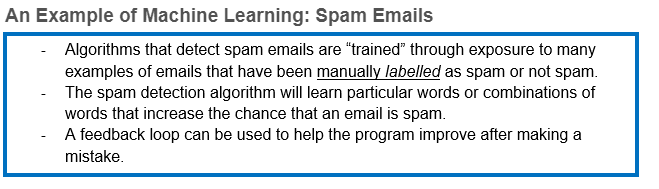 An Example of Machine Learning: Spam Emails
- Algorithms that detect spam emails are “trained” through exposure to many
examples of emails that have been manually labelled as spam or not spam.
- The spam detection algorithm will learn particular words or combinations of
words that increase the chance that an email is spam.
- A feedback loop can be used to help the program improve after making a
mistake.